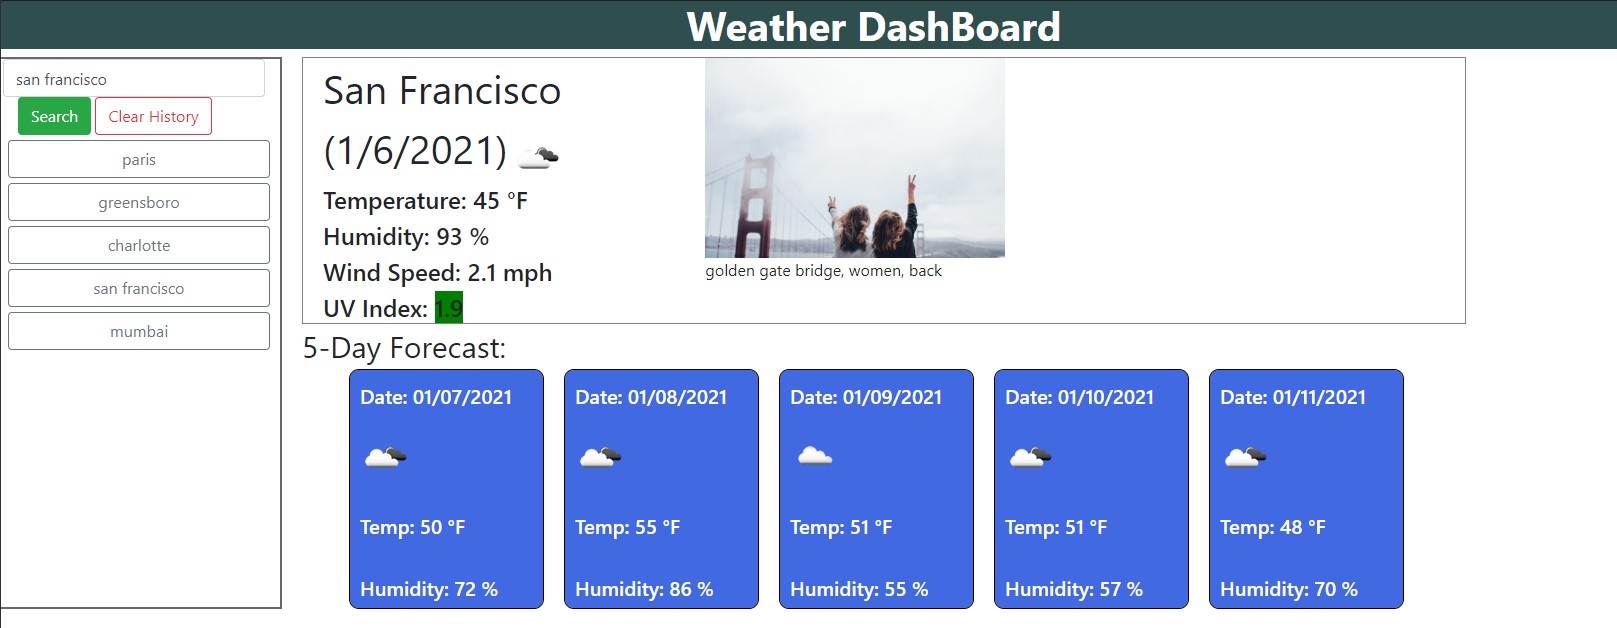 Weather DashBoard
san francisco
Search Clear History
paris
greensboro
charlotte
san francisco
mumbai
San Francisco
(1/6/2021)
Temperature: 45 °F
Humidity: 93 %
Wind Speed: 2.1 mph
UV Index: 1.9
golden gate bridge, women, back
5-Day Forecast:
Date: 01/07/2021
Temp: 50 °F
Humidity: 72 %
Date: 01/08/2021
Temp: 55 °F
Humidity: 86 %
Date: 01/09/2021
Temp: 51 °F
Humidity: 55 %
Date: 01/10/2021
Temp: 51 °F
Humidity: 57 %
Date: 01/11/2021
Temp: 48 °F
Humidity: 70 %